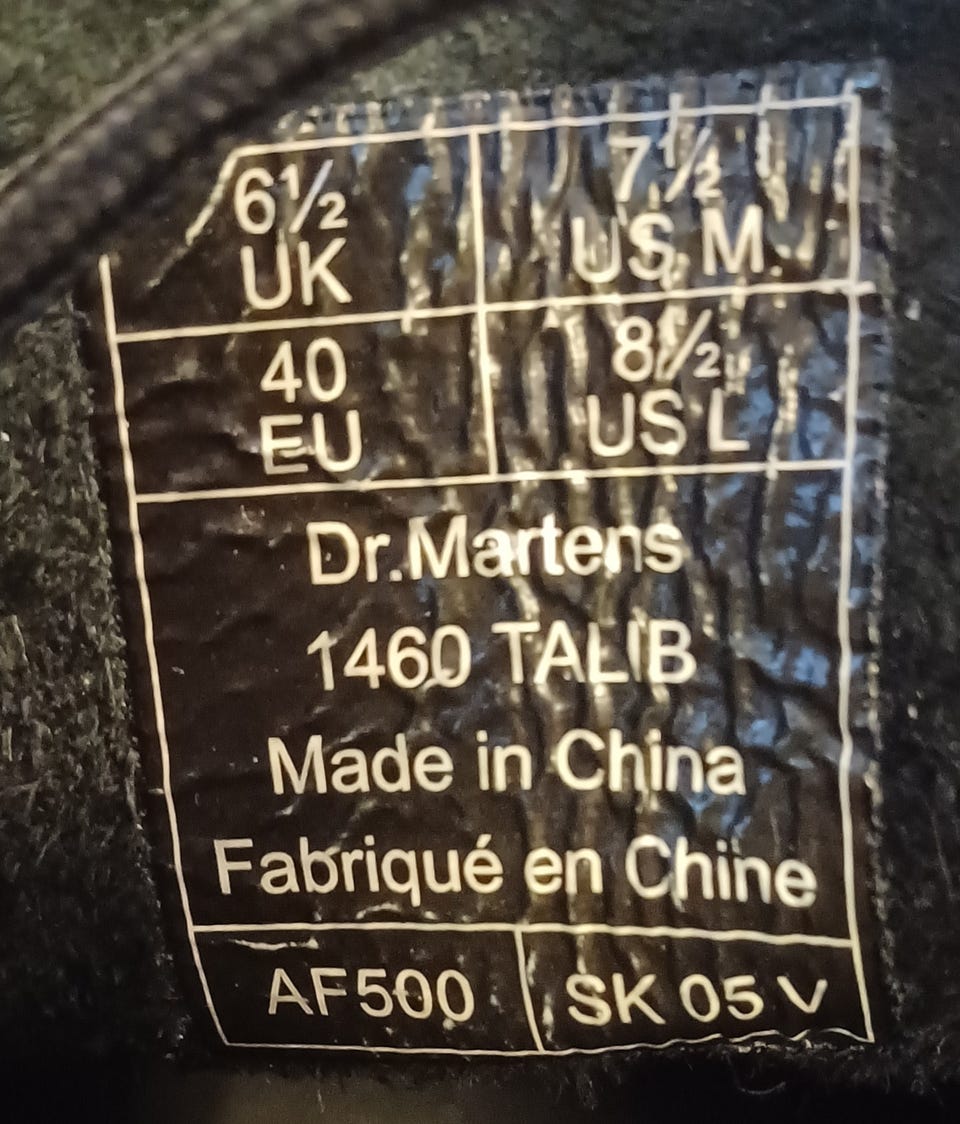 6½ 7½
UK US M
40 8½
EU US L
Dr.Martens
1460 TALIB
Made in China
Fabriqué en Chine
AF500 SK 05 V